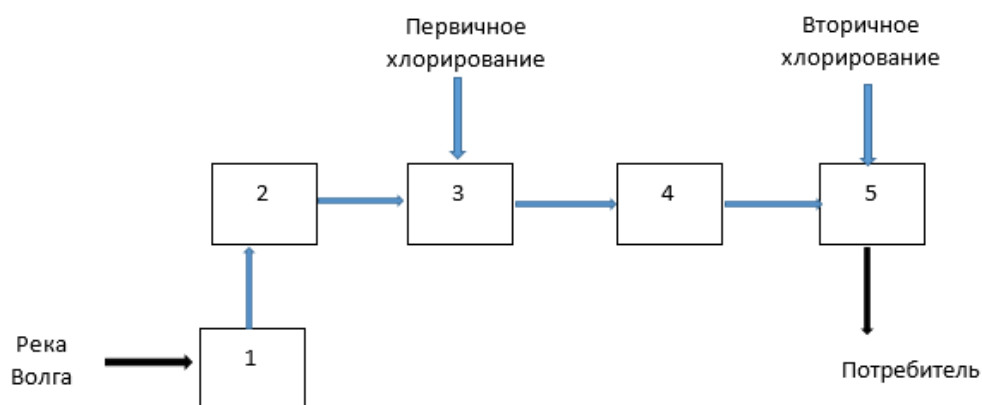 Первичное
хлорирование
Вторичное
хлорирование
2
3
4
5
Река
Волга
1
Потребитель